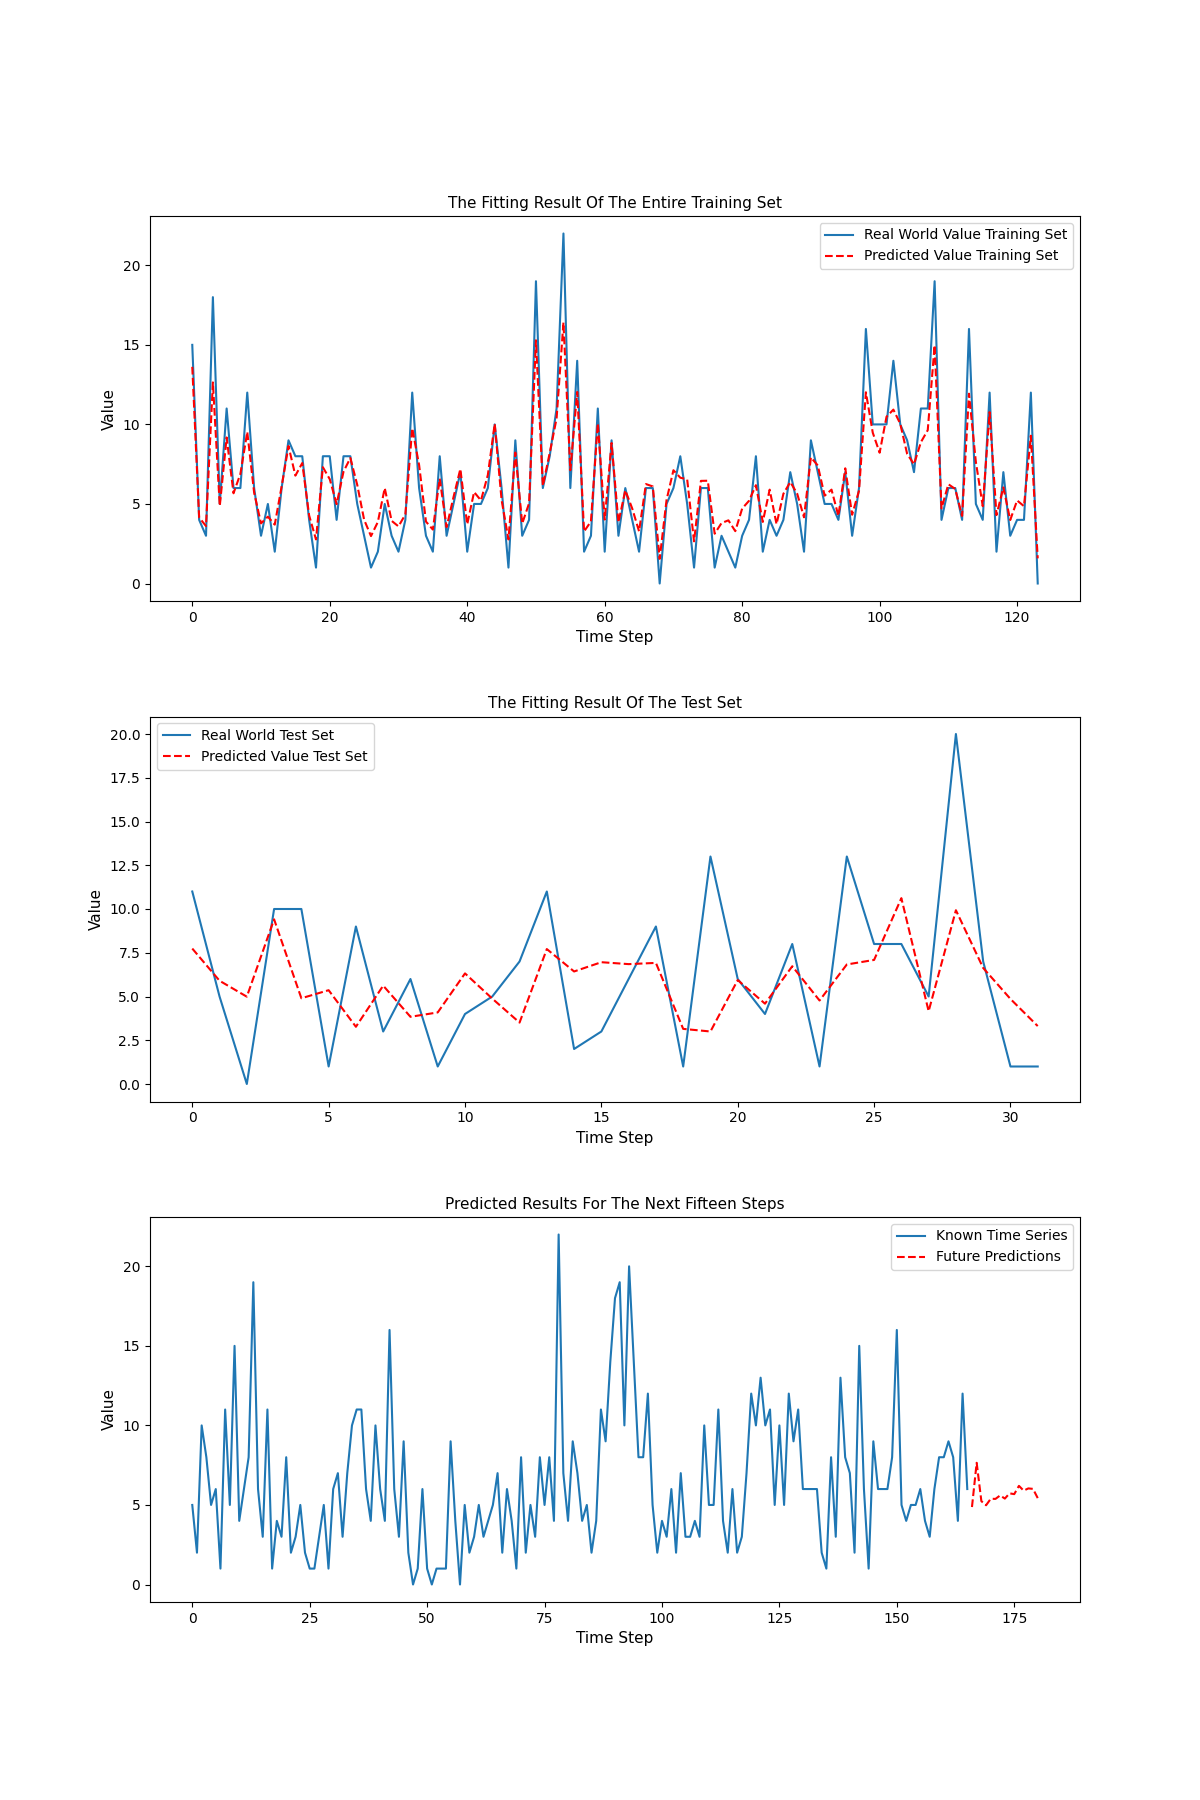 The Fitting Result Of The Entire Training Set
Real World Value Training Set
Predicted Value Training Set
Value
20
15
10
5
0
0 20 40 60 80 100 120
Time Step
The Fitting Result Of The Test Set
Real World Test Set
Predicted Value Test Set
Value
20.0
17.5
15.0
12.5
10.0
7.5
5.0
2.5
0.0
0 5 10 15 20 25 30
Time Step
Predicted Results For The Next Fifteen Steps
Known Time Series
Future Predictions
Value
20
15
10
5
0
0 25 50 75 100 125 150 175
Time Step